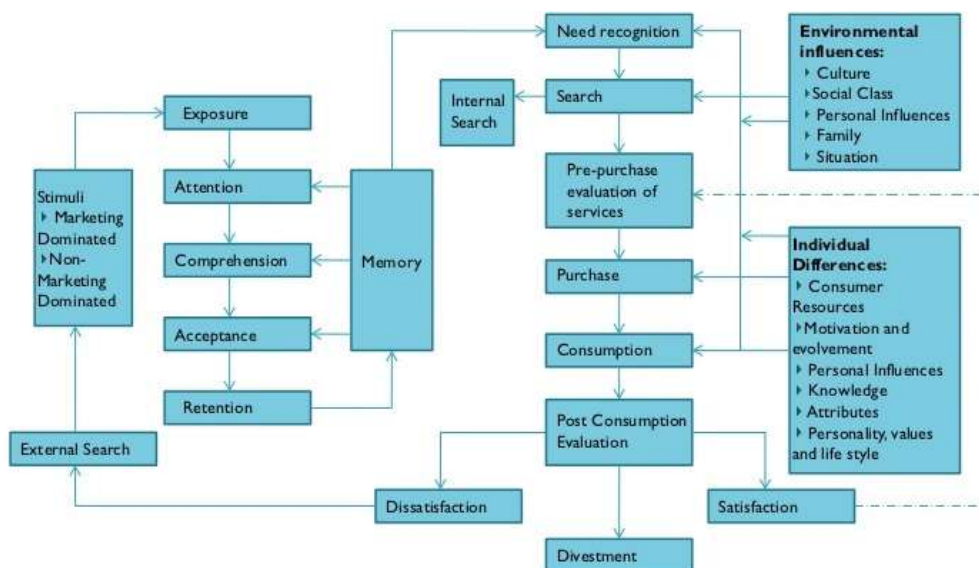 Need recognition
Environmental
influences:
Culture
Social Class
Personal Influences
Family
Situation
Internal
Search
Search
Exposure
Pre-purchase
evaluation of
services
Stimuli
Marketing
Dominated
Non-
Marketing
Dominated
Attention
Memory
Comprehension
Purchase
Individual
Differences:
Consumer
Resources
Motivation and
evolvement
Personal Influences
Knowledge
Attributes
Personality, values
and life style
Acceptance
Consumption
Retention
Post Consumption
Evaluation
External Search
Dissatisfaction
Satisfaction
Divestment